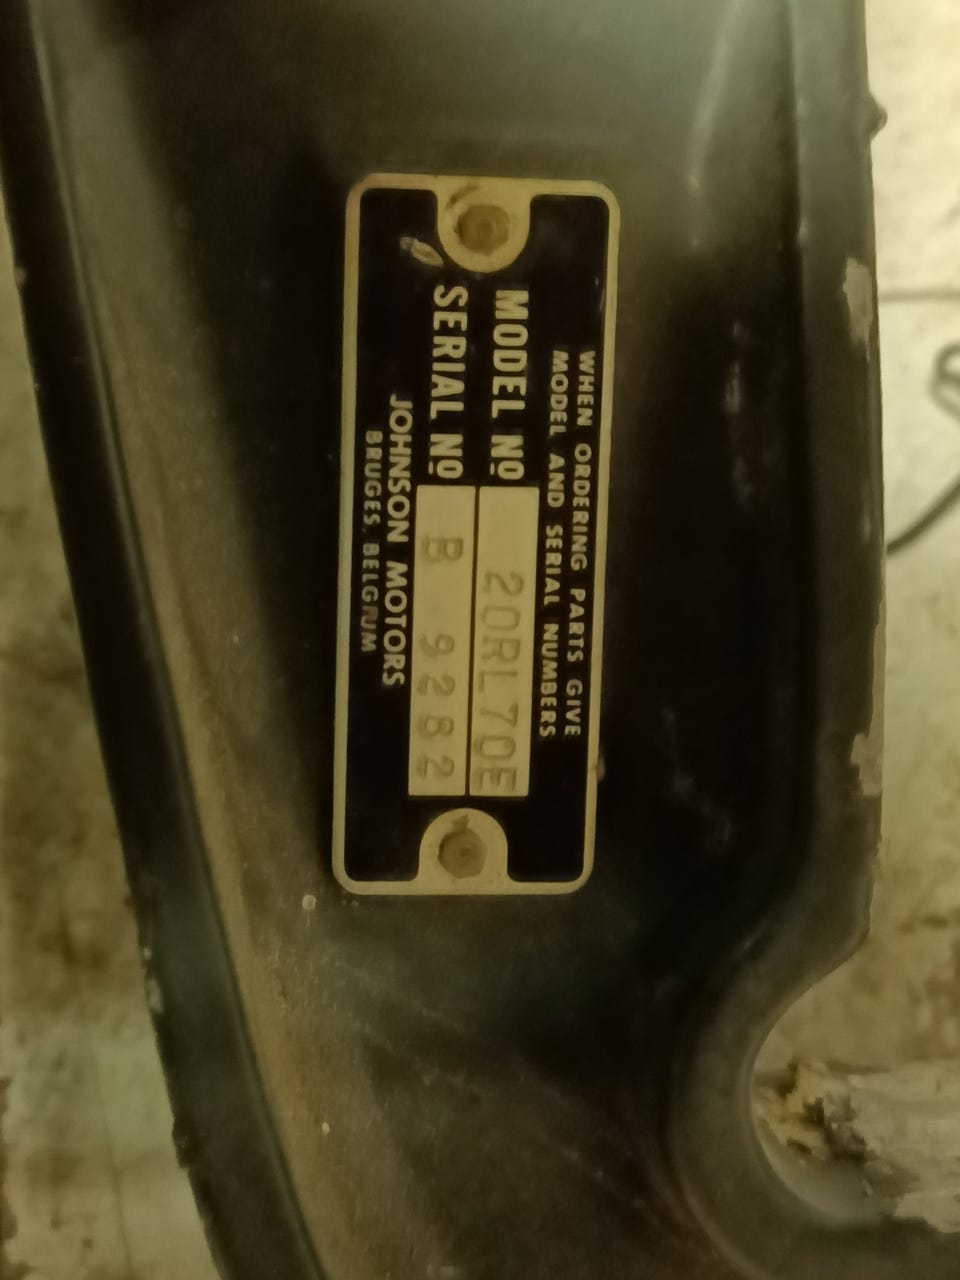 WHEN ORDERING PARTS GIVE
MODEL AND SERIAL NUMBERS
MODEL Nº 20RL70E
SERIAL Nº B 9282
JOHNSON MOTORS
BRUGES, BELGIUM